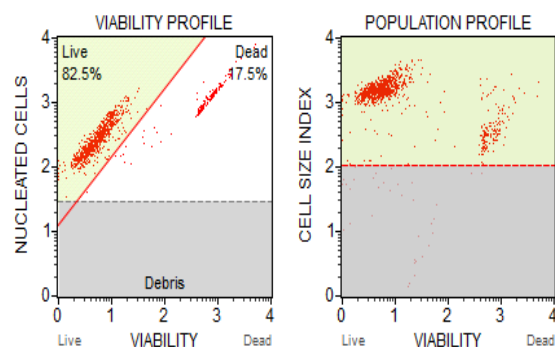 VIABILITY PROFILE
4
3
2
1
0
NUCLEATED CELLS
Live
82.5%
Dead
17.5%
Debris
0 1 2 3 4
Live VIABILITY Dead
POPULATION PROFILE
4
3
2
1
0
CELL SIZE INDEX
0 1 2 3 4
Live VIABILITY Dead